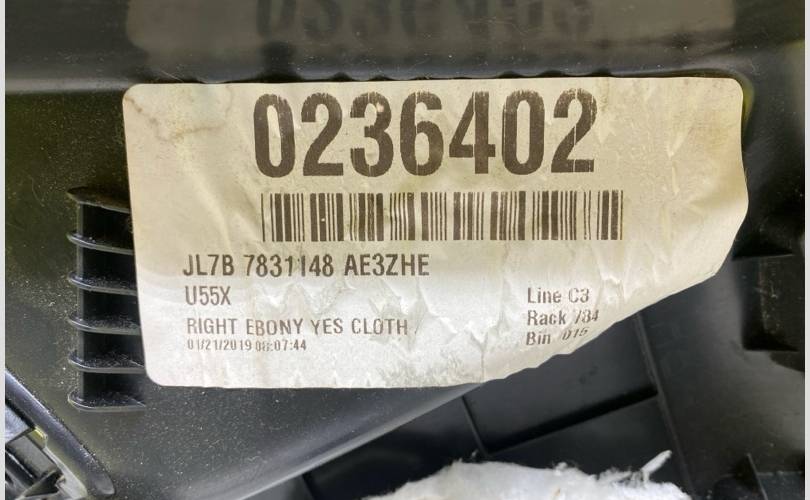 0236402
JL7B 7831148 AE3ZHE
U55X
RIGHT EBONY YES CLOTH
01/21/2019 08:07:44
Line C3
Rack 784
Bin 015